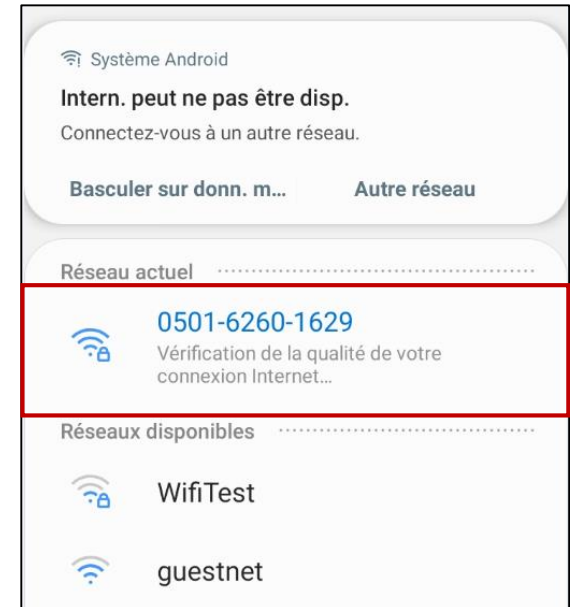 Système Android
Intern. peut ne pas être disp.
Connectez-vous à un autre réseau.
Basculer sur donn. m... Autre réseau
Réseau actuel
0501-6260-1629
Vérification de la qualité de votre
connexion Internet...
Réseaux disponibles
WifiTest
guestnet